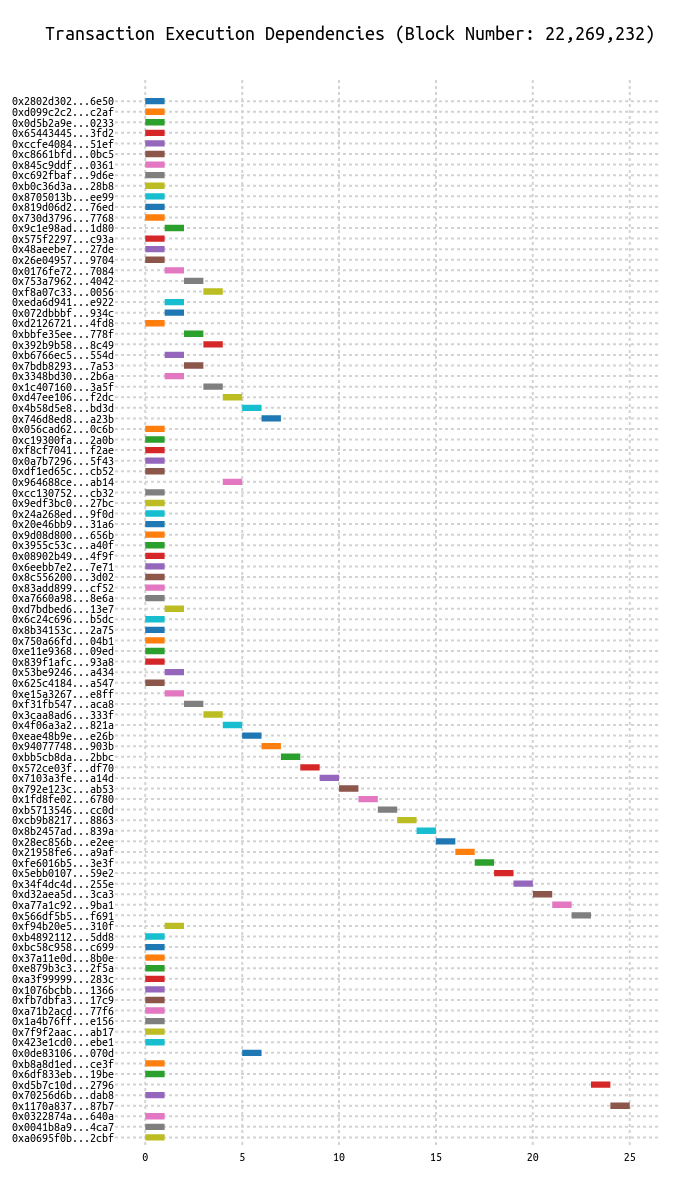 Transaction Execution Dependencies (Block Number: 22,269,232)
0x2802d302...6e50
0xd099c2c2...c2af
0x0d5b2a9e...0233
0x65443445...3fd2
0xccfe4084...51ef
0xc8661bfd...0bc5
0x845c9ddf...0361
0xc692fbaf...9d6e
0xb0c36d3a...28b8
0x8705013b...ee99
0x819d06d2...76ed
0x730d3796...7768
0x9c1e98ad...1d80
0x575f2297...c93a
0x48aeebe7...27de
0x26e04957...9704
0x0176fe72...7084
0x753a7962...4042
0xf8a07c33...0056
0xeda6d941...e922
0x072dbbbf...934c
0xd2126721...4fd8
0xbbfe35ee...778f
0x392b9b58...8c49
0xb6766ec5...554d
0x7bdb8293...7a53
0x3348bd30...2b6a
0x1c407160...3a5f
0xd47ee106...f2dc
0x4b58d5e8...bd3d
0x746d8ed8...a23b
0x056cad62...0c6b
0xc19300fa...2a0b
0xf8cf7041...f2ae
0x0a7b7296...5f43
0xdf1ed65c...cb52
0x964688ce...ab14
0xcc130752...cb32
0x9edf3bc0...27bc
0x24a268ed...9f0d
0x20e46bb9...31a6
0x9d08d800...656b
0x3955c53c...a40f
0x08902b49...4f9f
0x6eebb7e2...7e71
0x8c556200...3d02
0x83add899...cf52
0xa7660a98...8e6a
0xd7bdbed6...13e7
0x6c24c696...b5dc
0x8b34153c...2a75
0x750a66fd...04b1
0xe11e9368...09ed
0x839f1afc...93a8
0x53be9246...a434
0x625c4184...a547
0xe15a3267...e8ff
0xf31fb547...aca8
0x3caa8ad6...333f
0x4f06a3a2...821a
0xeae48b9e...e26b
0x94077748...903b
0xbb5cb8da...2bbc
0x572ce03f...df70
0x7103a3fe...a14d
0x792e123c...ab53
0x1fd8fe02...6780
0xb5713546...cc0d
0xcb9b8217...8863
0x8b2457ad...839a
0x28ec856b...e2ee
0x21958fe6...a9af
0xfe6016b5...3e3f
0x5ebb0107...59e2
0x34f4dc4d...255e
0xd32aea5d...3ca3
0xa77a1c92...9ba1
0x566df5b5...f691
0xf94b20e5...310f
0xb4892112...5dd8
0xbc58c958...c699
0x37a11e0d...8b0e
0xe879b3c3...2f5a
0xa3f99999...283c
0x1076bcbb...1366
0xfb7dbfa3...17c9
0xa71b2acd...77f6
0x1a4b76ff...e156
0x7f9f2aac...ab17
0x423e1cd0...ebe1
0x0de83106...070d
0xb8a8d1ed...ce3f
0x6df833eb...19be
0xd5b7c10d...2796
0x70256d6b...dab8
0x1170a837...87b7
0x0322874a...640a
0x0041b8a9...4ca7
0xa0695f0b...2cbf
0 5 10 15 20 25